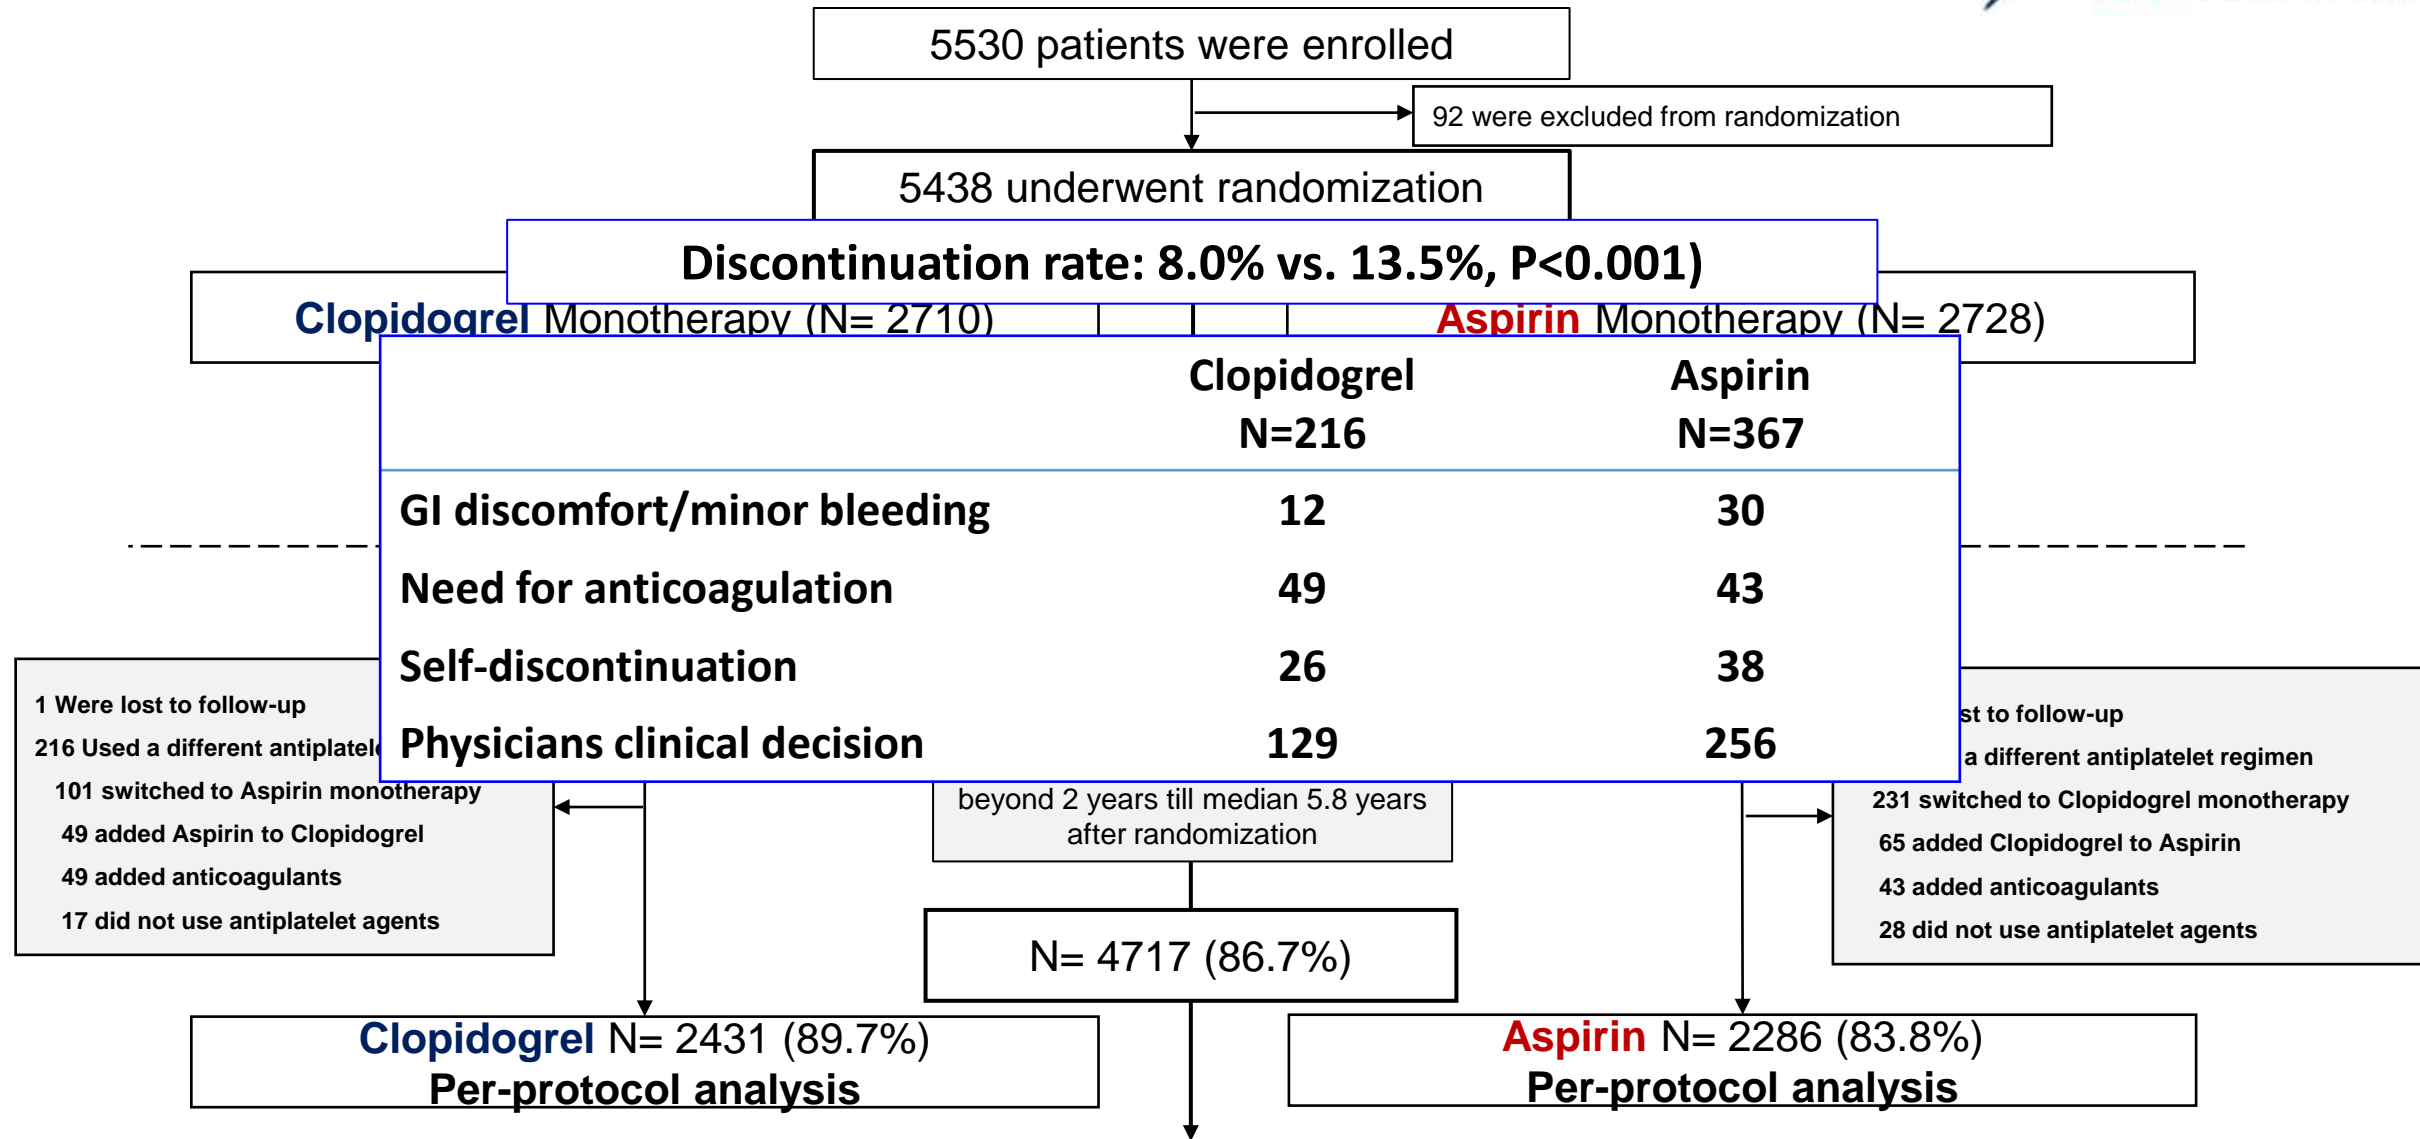 5530 patients were enrolled
92 were excluded from randomization
5438 underwent randomization
Discontinuation rate: 8.0% vs. 13.5%, P<0.001)
Clopidogrel Monotherapy (N= 2710)
Aspirin Monotherapy (N= 2728)
Clopidogrel Aspirin
N=216 N=367
GI discomfort/minor bleeding 12 30
Need for anticoagulation 49 43
Self-discontinuation 26 38
Physicians clinical decision 129 256
1 Were lost to follow-up
216 Used a different
101 switched to Aspirin monotherapy
49 added Aspirin to Clopidogrel
49 added anticoagulants
17 did not use antiplatelet agents
beyond 2 years till median 5.8 years
after randomization
to follow-up
a different antiplatelet regimen
231 switched to Clopidogrel monotherapy
65 added Clopidogrel to Aspirin
43 added anticoagulants
28 did not use antiplatelet agents
N= 4717 (86.7%)
Clopidogrel N= 2431 (89.7%)
Per-protocol analysis
Aspirin N= 2286 (83.8%)
Per-protocol analysis